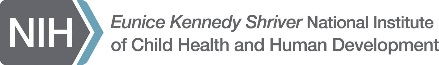 NIH
Eunice Kennedy Shriver National Institute
of Child Health and Human Development